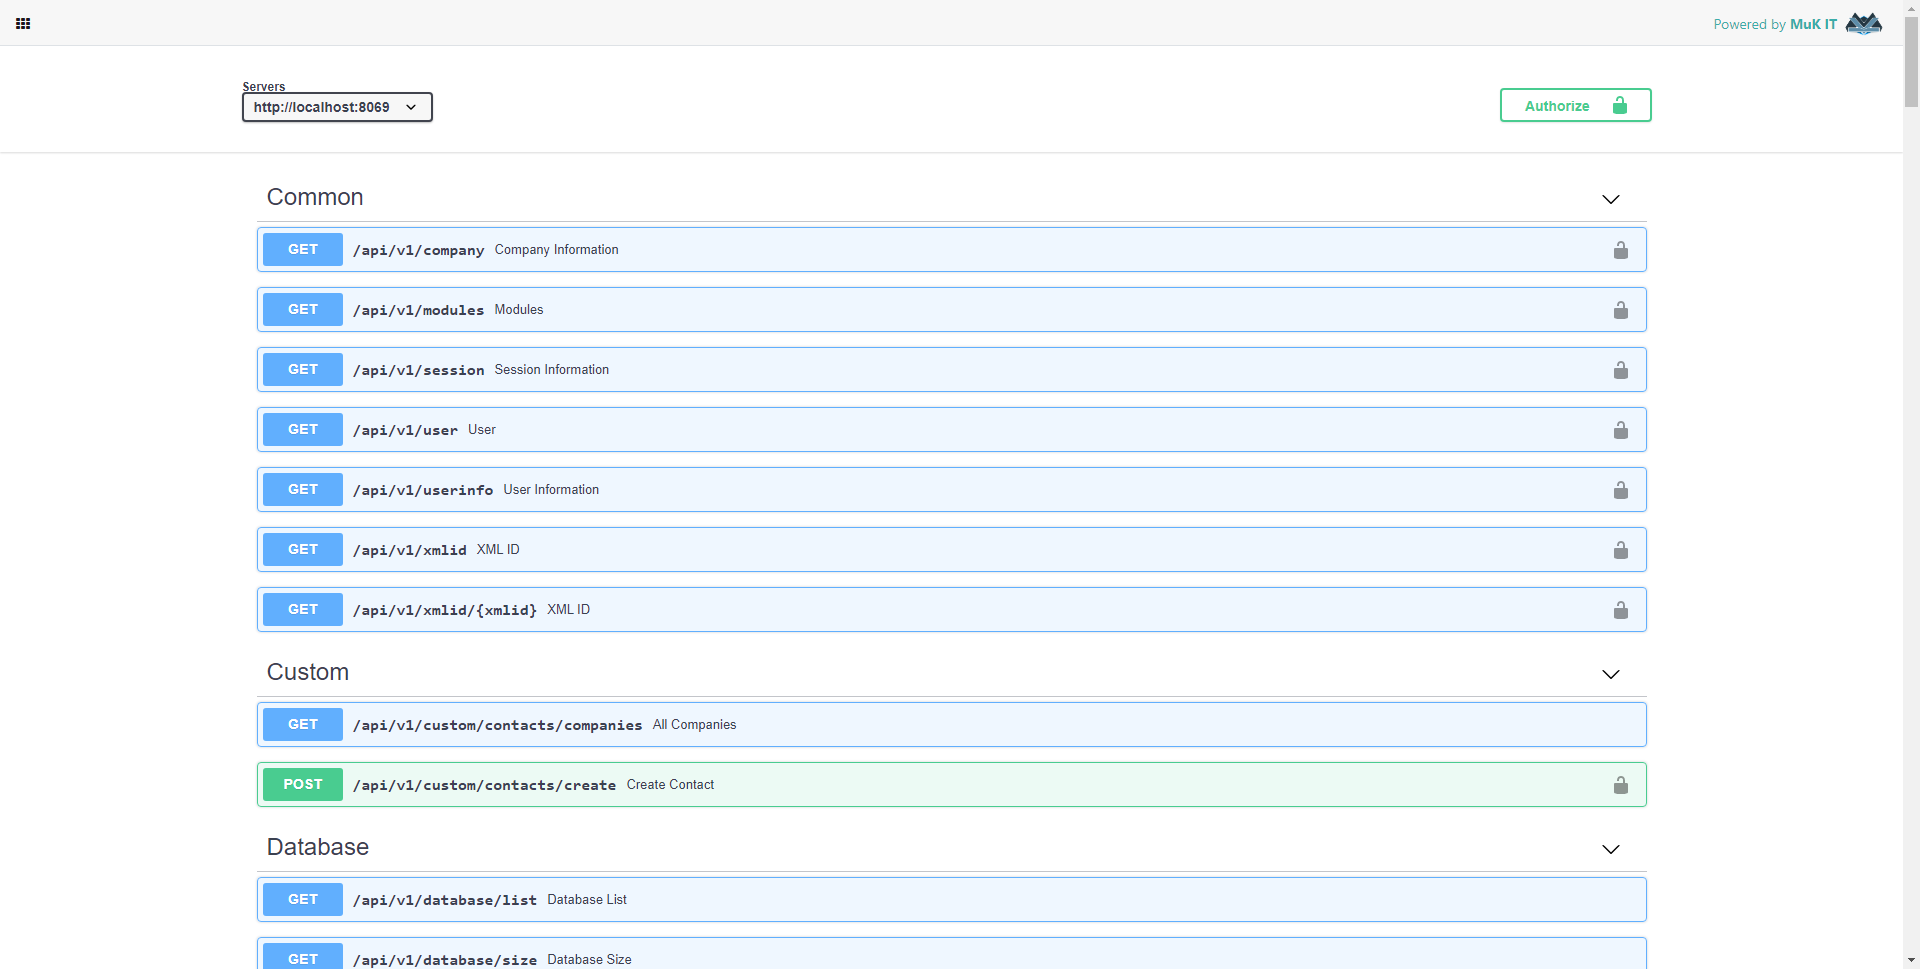 Powered by MuK IT
Servers
http://localhost:8069
Authorize
Common
GET /api/v1/company Company Information
GET /api/v1/modules Modules
GET /api/v1/session Session Information
GET /api/v1/user User
GET /api/v1/userinfo User Information
GET /api/v1/xmlid XML ID
GET /api/v1/xmlid/{xmlid} XML ID
Custom
GET /api/v1/custom/contacts/companies All Companies
POST /api/v1/custom/contacts/create Create Contact
Database
GET /api/v1/database/list Database List
GET /api/v1/database/size Database Size